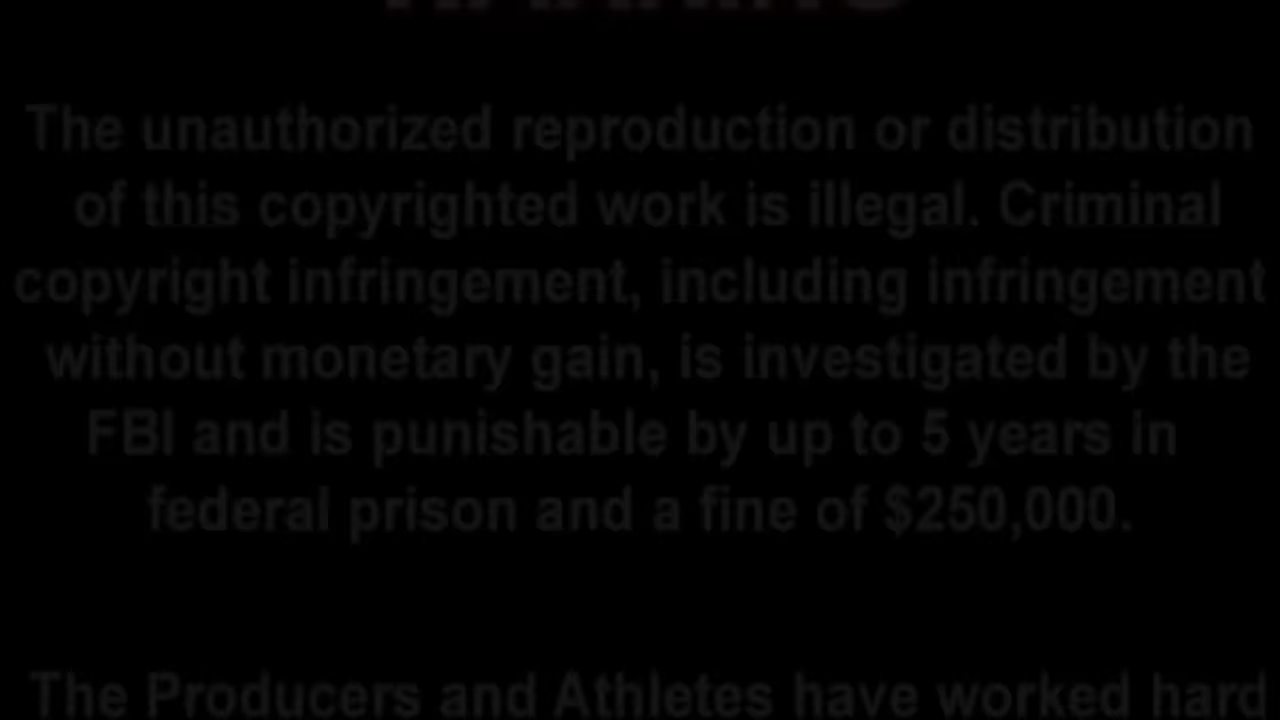 The unauthorized reproduction or distribution
of this copyrighted work is illegal. Criminal
copyright infringement, including infringement
without monetary gain, is investigated by the
FBI and is punishable by up to 5 years in
federal prison and a fine of $250,000.
The Producers and Athletes have worked hard